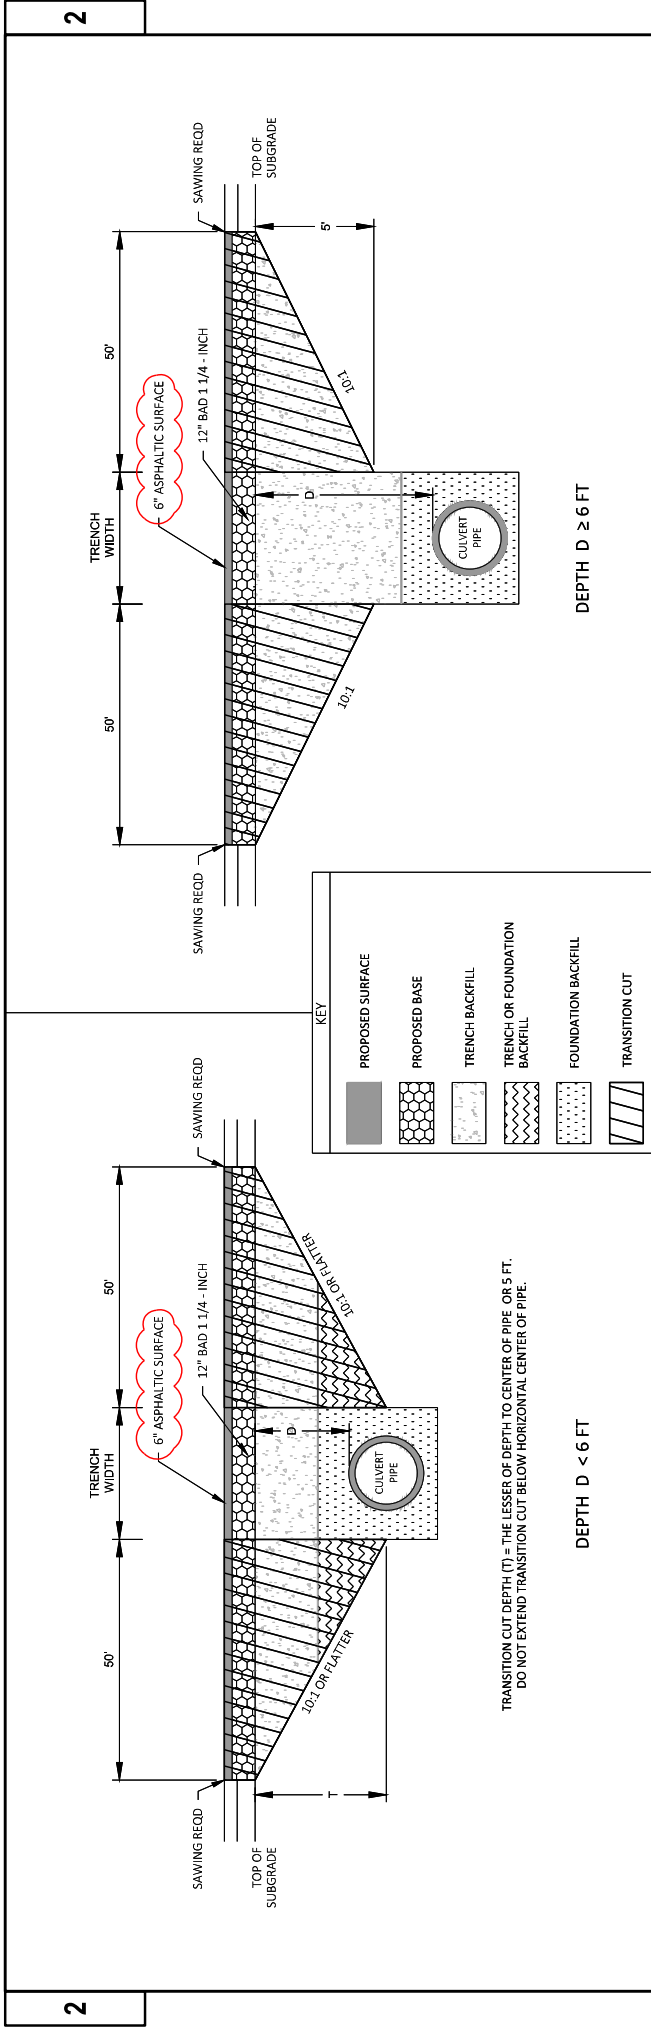 2
2
50'
TRENCH
WIDTH
50'
6" ASPHALTIC SURFACE
12" BAD 1 1/4 - INCH
SAWING REQD
SAWING REQD
TOP OF
SUBGRADE
T
D
CULVERT
PIPE
10:1 OR FLATTER
10:1 OR FLATTER
TRANSITION CUT DEPTH (T) = THE LESSER OF DEPTH TO CENTER OF PIPE OR 5 FT.
DO NOT EXTEND TRANSITION CUT BELOW HORIZONTAL CENTER OF PIPE.
DEPTH D < 6 FT
KEY
PROPOSED SURFACE
PROPOSED BASE
TRENCH BACKFILL
TRENCH OR FOUNDATION
BACKFILL
FOUNDATION BACKFILL
TRANSITION CUT
50'
TRENCH
WIDTH
50'
6" ASPHALTIC SURFACE
12" BAD 1 1/4 - INCH
SAWING REQD
SAWING REQD
TOP OF
SUBGRADE
5'
D
CULVERT
PIPE
10:1
10:1
DEPTH D ≥ 6 FT